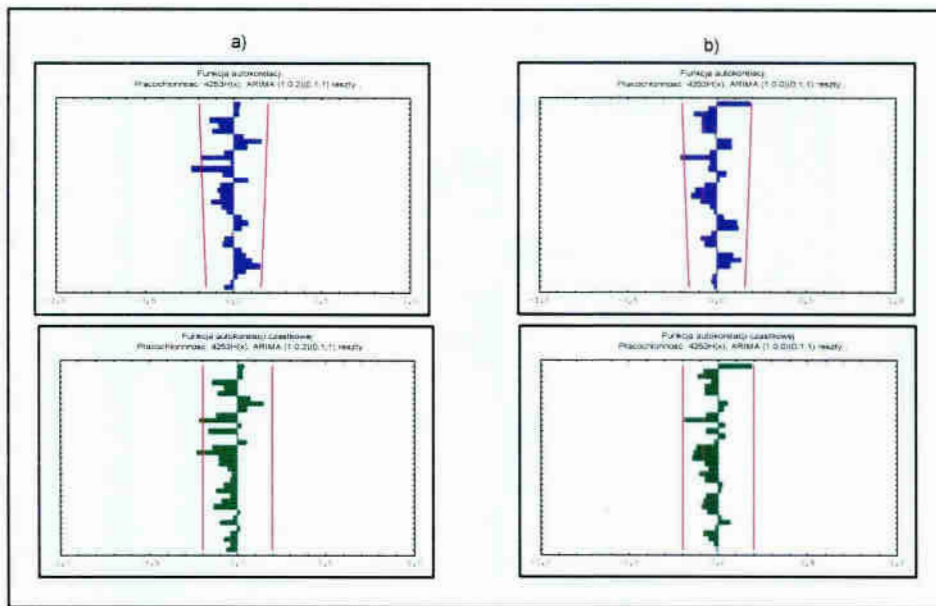 a)
Funkcja autokorelacji
Pracochłonność: 4253H(x), ARIMA (1,0,2)(0,1,1) reszty
b)
Funkcja autokorelacji
Pracochłonność: 4253H(x), ARIMA (1,0,0)(0,1,1) reszty
Funkcja autokorelacji cząstkowej
Pracochłonność: 4253H(x), ARIMA (1,0,2)(0,1,1) reszty
Funkcja autokorelacji cząstkowej
Pracochłonność: 4253H(x), ARIMA (1,0,0)(0,1,1) reszty